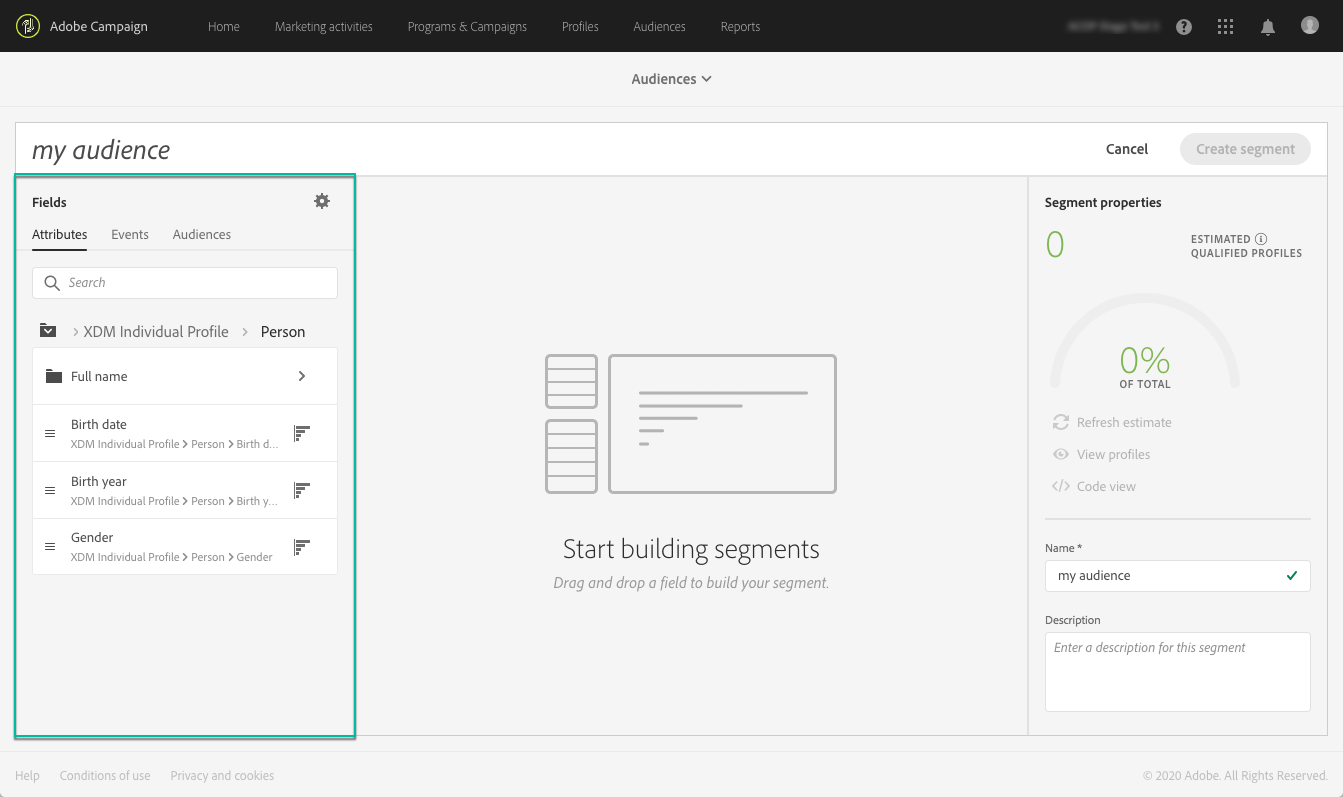 Adobe Campaign
Home
Marketing activities
Programs & Campaigns
Profiles
Audiences
Reports
Audiences
my audience
Cancel
Create segment
Fields
Attributes
Events
Audiences
Search
XDM Individual Profile
Person
Full name
Birth date
XDM Individual Profile > Person > Birth d...
Birth year
XDM Individual Profile > Person > Birth y...
Gender
XDM Individual Profile > Person > Gender
Start building segments
Drag and drop a field to build your segment.
Segment properties
0
ESTIMATED
QUALIFIED PROFILES
0%
OF TOTAL
Refresh estimate
View profiles
Code view
Name *
my audience
Description
Enter a description for this segment
Help
Conditions of use
Privacy and cookies
© 2020 Adobe. All Rights Reserved.